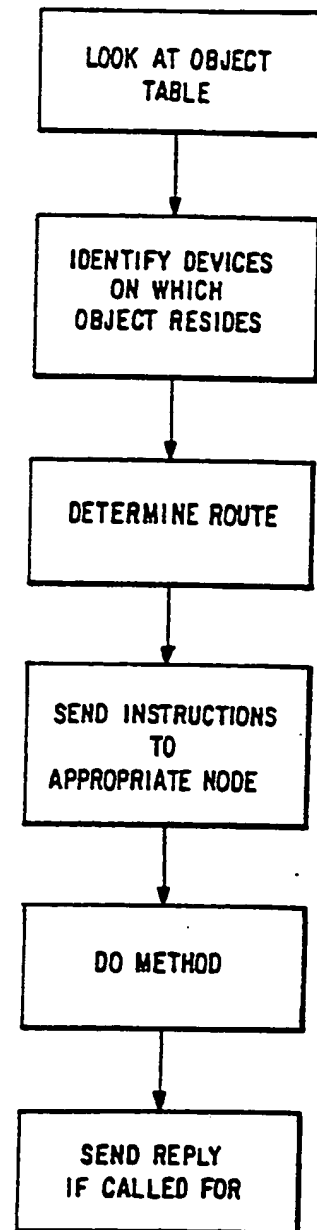 LOOK AT OBJECT
TABLE
IDENTIFY DEVICES
ON WHICH
OBJECT RESIDES
DETERMINE ROUTE
SEND INSTRUCTIONS
TO
APPROPRIATE NODE
DO METHOD
SEND REPLY
IF CALLED FOR